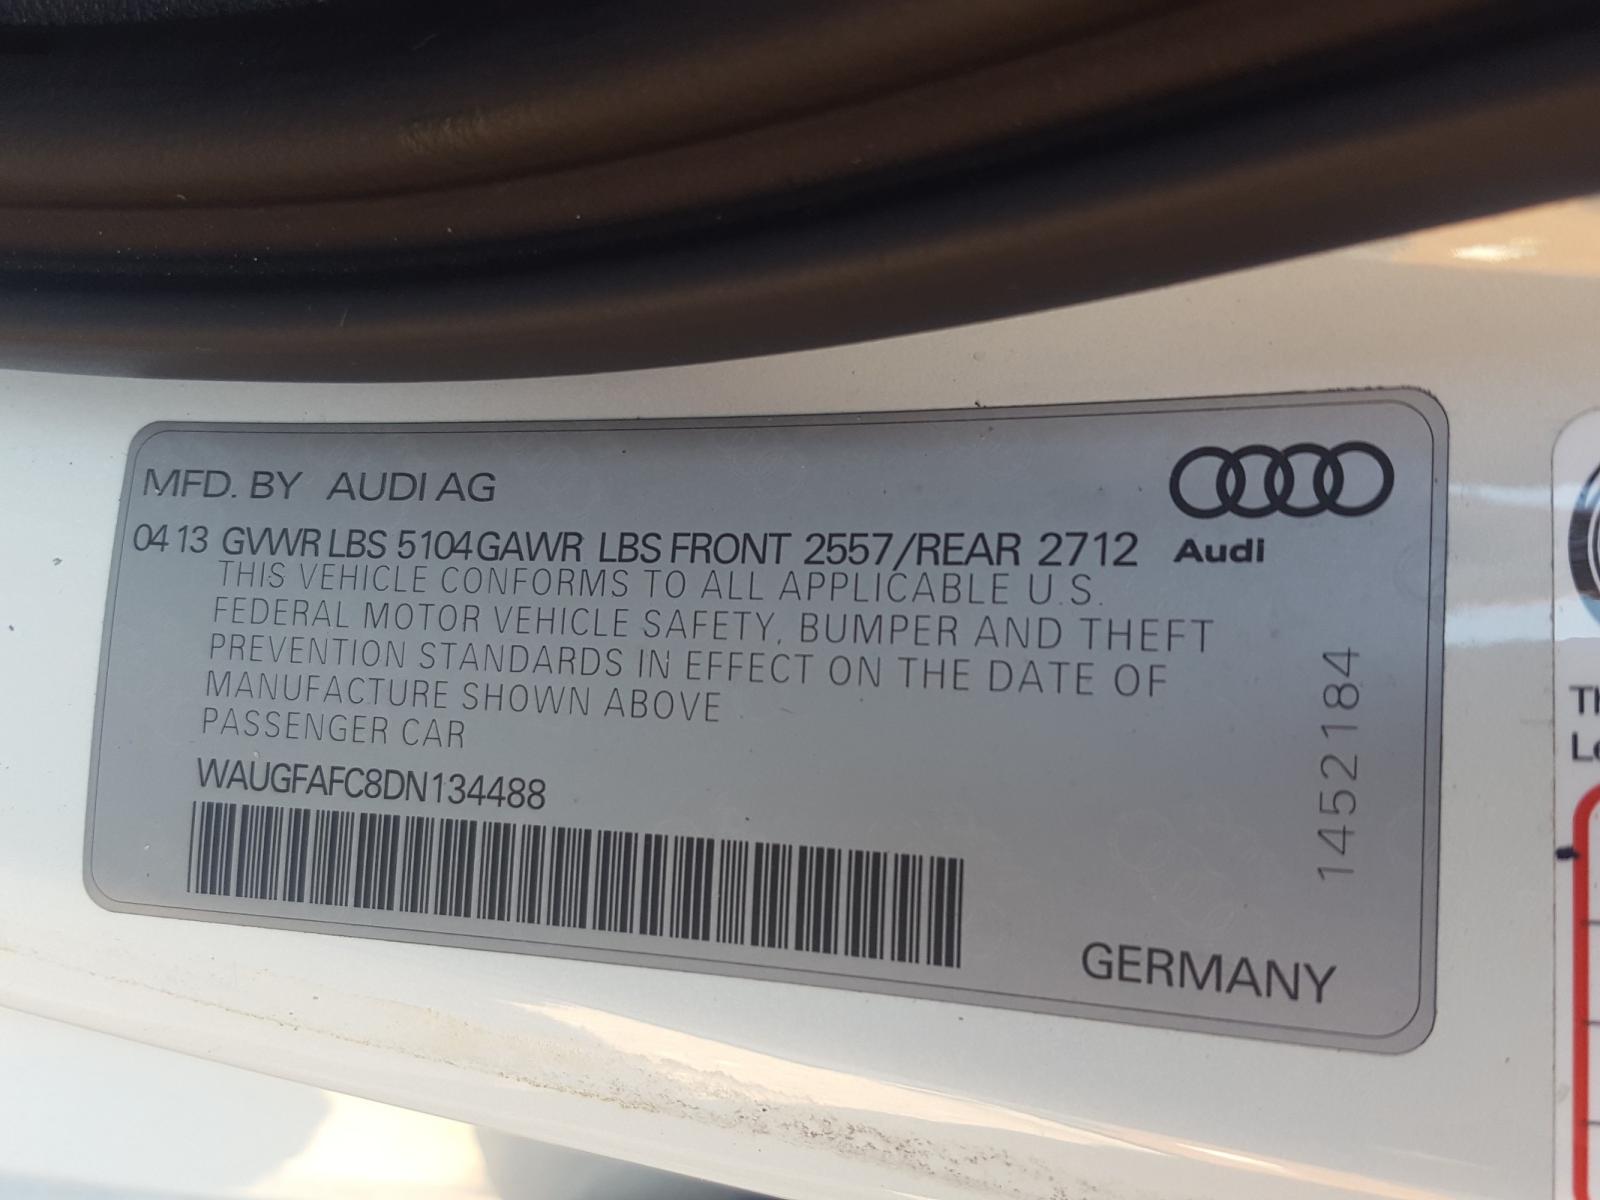 MFD. BY AUDI AG
04 13 GVWR LBS 5104 GAWR LBS FRONT 2557/REAR 2712
Audi
THIS VEHICLE CONFORMS TO ALL APPLICABLE U.S.
FEDERAL MOTOR VEHICLE SAFETY, BUMPER AND THEFT
PREVENTION STANDARDS IN EFFECT ON THE DATE OF
MANUFACTURE SHOWN ABOVE
PASSENGER CAR
WAUGFAFC8DN134488
1452184
GERMANY